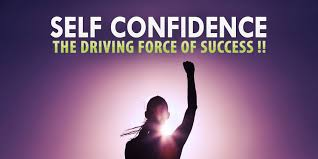 SELF CONFIDENCE
THE DRIVING FORCE OF SUCCESS !!